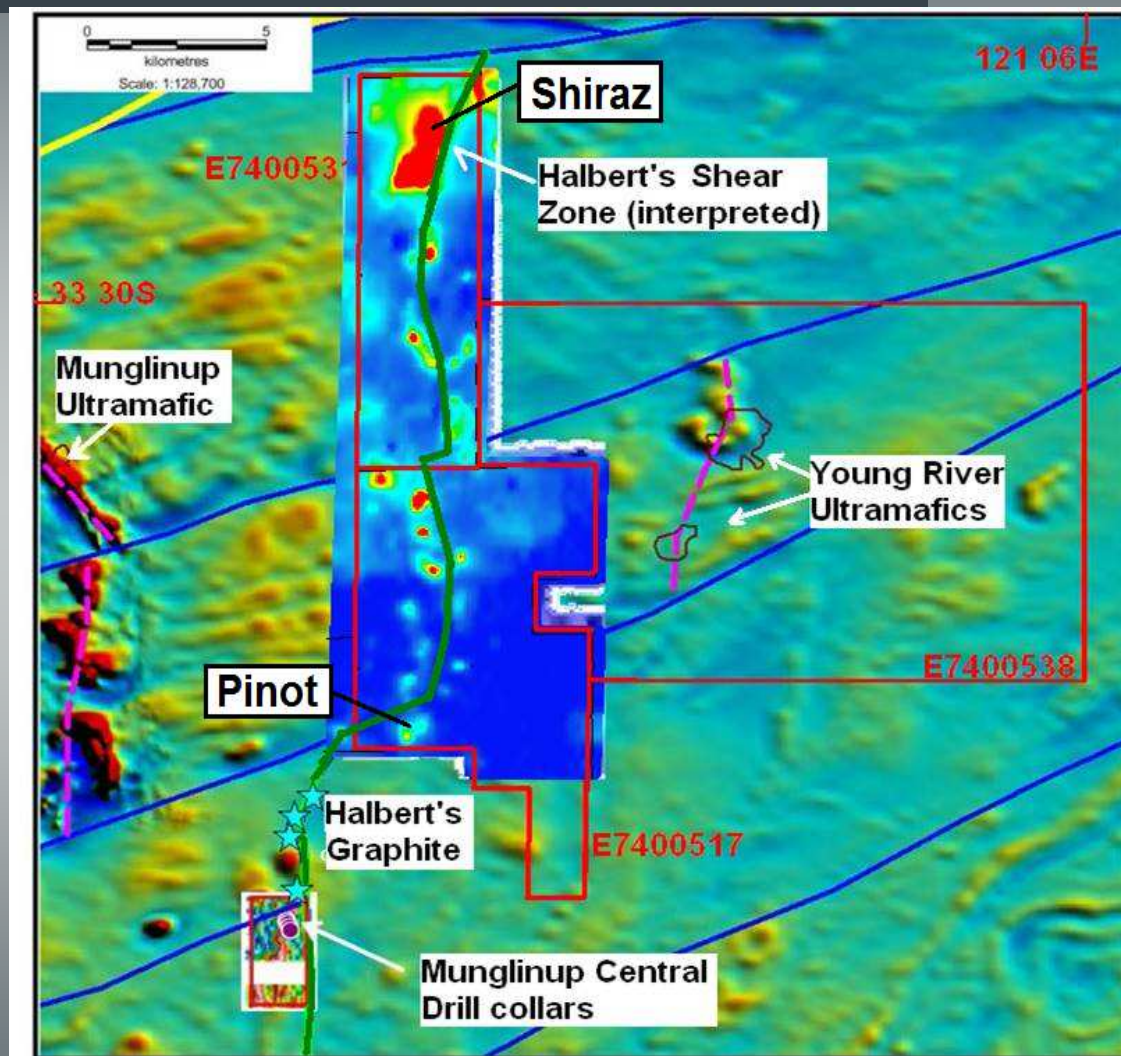 0 5
kilometres
Scale: 1:128,700
121 06E
Shiraz
E7400531
Halbert's Shear
Zone (interpreted)
33 30S
Munglinup
Ultramafic
Young River
Ultramafics
E7400538
Pinot
Halbert's
Graphite
E7400517
Munglinup Central
Drill collars